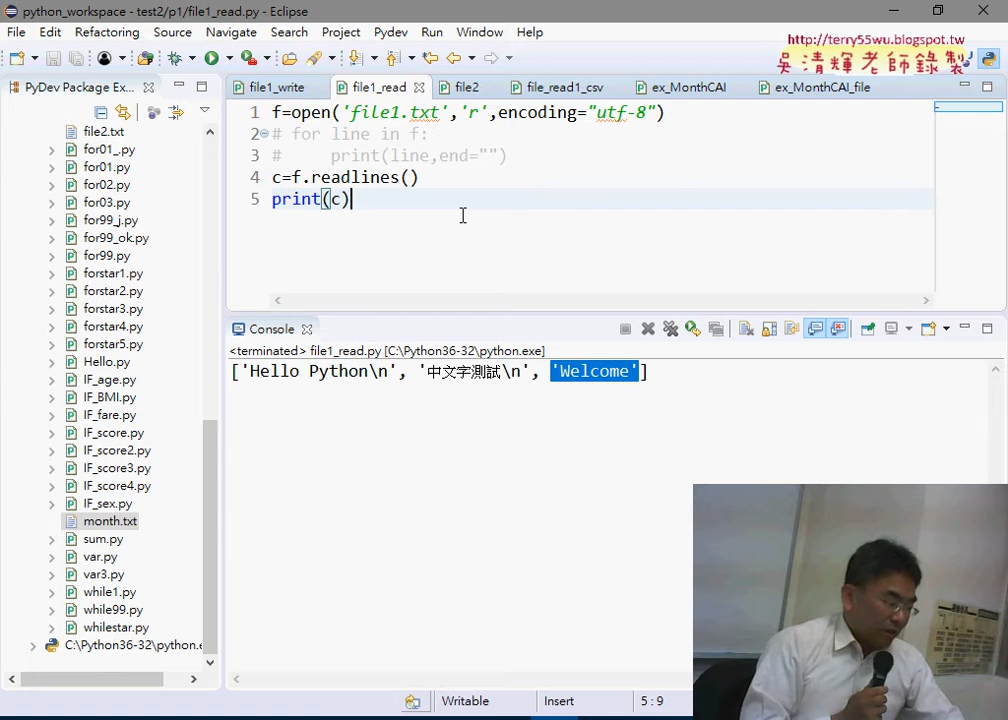 python_workspace - test2/p1/file1_read.py - Eclipse
File Edit Refactoring Source Navigate Search Project Pydev Run Window Help
http://terry55wu.blogspot.tw
吳清輝老師錄製
PyDev Package Ex...
file1_write file1_read file2 file_read1_csv ex_MonthCAl ex_MonthCAl_file
file2.txt
for01_.py
for01.py
for02.py
for03.py
for99_j.py
for99_ok.py
for99.py
forstar1.py
forstar2.py
forstar3.py
forstar4.py
forstar5.py
Hello.py
IF_age.py
IF_BMI.py
IF_fare.py
IF_score.py
IF_score2.py
IF_score3.py
IF_score4.py
IF_sex.py
month.txt
sum.py
var.py
var3.py
while1.py
while99.py
whilestar.py
C:\Python36-32\python.e
1 f=open('file1.txt','r',encoding="utf-8")
2 # for line in f:
3 #     print(line,end="")
4 c=f.readlines()
5 print(c)
Console
<terminated> file1_read.py [C:\Python36-32\python.exe]
['Hello Python\n', '中文字測試\n', 'Welcome']
Writable Insert 5 : 9